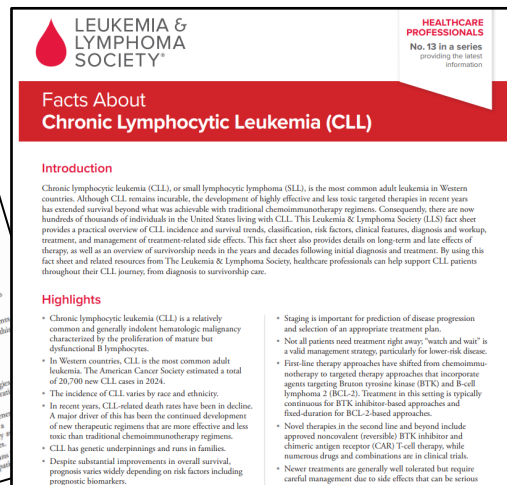 LEUKEMIA &
LYMPHOMA
SOCIETY®
HEALTHCARE
PROFESSIONALS
No. 13 in a series
providing the latest
information
Facts About
Chronic Lymphocytic Leukemia (CLL)
Introduction
Chronic lymphocytic leukemia (CLL), or small lymphocytic lymphoma (SLL), is the most common adult leukemia in Western
countries. Although CLL remains incurable, the development of highly effective and less toxic targeted therapies in recent years
has extended survival beyond what was achievable with traditional chemoimmunotherapy regimens. Consequently, there are now
hundreds of thousands of individuals in the United States living with CLL. This Leukemia & Lymphoma Society (LLS) fact sheet
provides a practical overview of CLL incidence and survival trends, classification, risk factors, clinical features, diagnosis and workup,
treatment, and management of treatment-related side effects. This fact sheet also provides details on long-term and late effects of
therapy, as well as an overview of survivorship needs in the years and decades following initial diagnosis and treatment. By using this
fact sheet and related resources from The Leukemia & Lymphoma Society, healthcare professionals can help support CLL patients
throughout their CLL journey, from diagnosis to survivorship care.
Highlights
• Chronic lymphocytic leukemia (CLL) is a relatively
common and generally indolent hematologic malignancy
characterized by the proliferation of mature but
dysfunctional B lymphocytes.
• In Western countries, CLL is the most common adult
leukemia. The American Cancer Society estimated a total
of 20,700 new CLL cases in 2024.
• The incidence of CLL varies by race and ethnicity.
• In recent years, CLL-related death rates have been in decline.
A major driver of this has been the continued development
of new therapeutic regimens that are more effective and less
toxic than traditional chemoimmunotherapy regimens.
• CLL has genetic underpinnings and runs in families.
• Despite substantial improvements in overall survival,
prognosis varies widely depending on risk factors including
prognostic biomarkers.
• Staging is important for prediction of disease progression
and selection of an appropriate treatment plan.
• Not all patients need treatment right away; “watch and wait” is
a valid management strategy, particularly for lower-risk disease.
• First-line therapy approaches have shifted from chemoimmu-
notherapy to targeted therapy approaches that incorporate
agents targeting Bruton tyrosine kinase (BTK) and B-cell
lymphoma 2 (BCL-2). Treatment in this setting is typically
continuous for BTK inhibitor-based approaches and
fixed-duration for BCL-2-based approaches.
• Novel therapies in the second line and beyond include
approved noncovalent (reversible) BTK inhibitor and
chimeric antigen receptor (CAR) T-cell therapy, while
numerous drugs and combinations are in clinical trials.
• Newer treatments are generally well tolerated but require
careful management due to side effects that can be serious